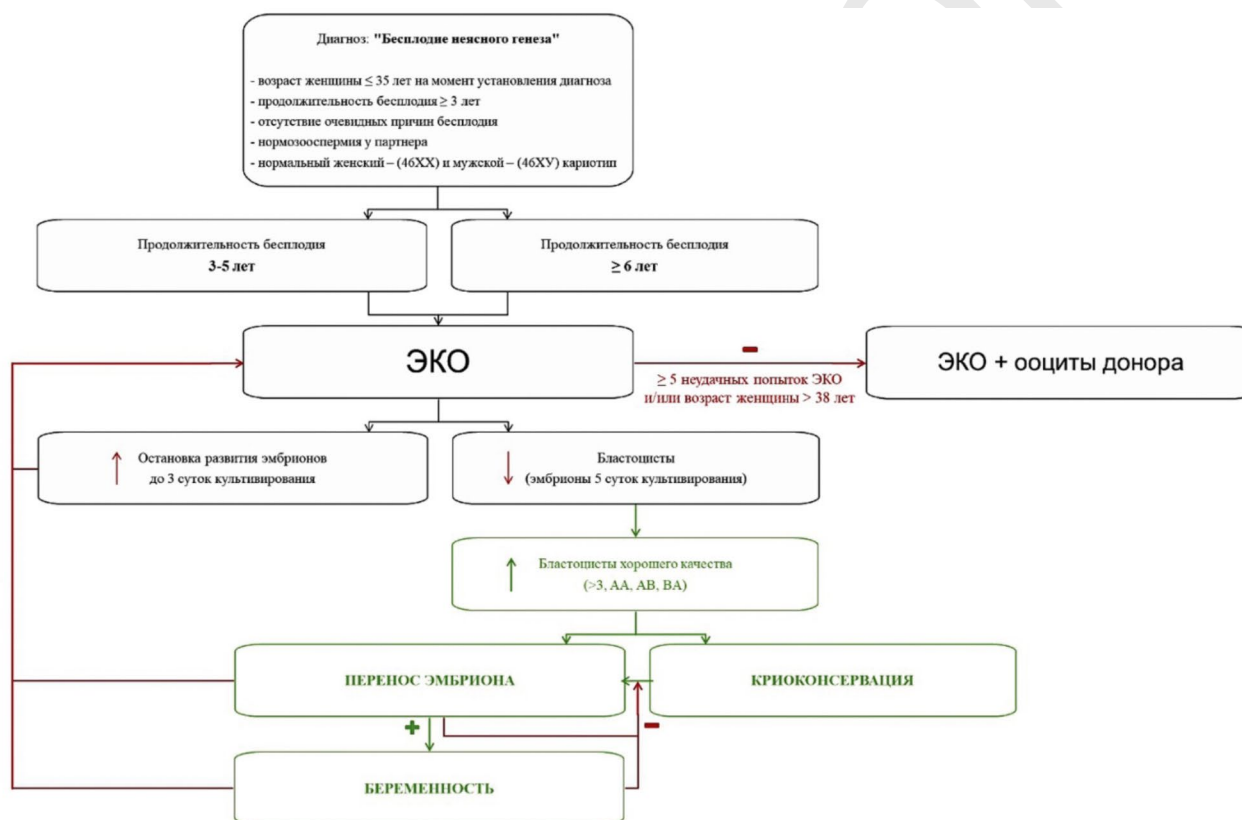 Диагноз: "Бесплодие неясного генеза"
- возраст женщины ≤ 35 лет на момент установления диагноза
- продолжительность бесплодия ≥ 3 лет
- отсутствие очевидных причин бесплодия
- нормозооспермия у партнера
- нормальный женский – (46ХХ) и мужской – (46ХУ) кариотип
Продолжительность бесплодия
3-5 лет
Продолжительность бесплодия
≥ 6 лет
ЭКО
≥ 5 неудачных попыток ЭКО
и/или возраст женщины > 38 лет
ЭКО + ооциты донора
Остановка развития эмбрионов
до 3 суток культивирования
Бластоцисты
(эмбрионы 5 суток культивирования)
Бластоцисты хорошего качества
(>3, АА, АВ, ВА)
ПЕРЕНОС ЭМБРИОНА
КРИОКОНСЕРВАЦИЯ
БЕРЕМЕННОСТЬ